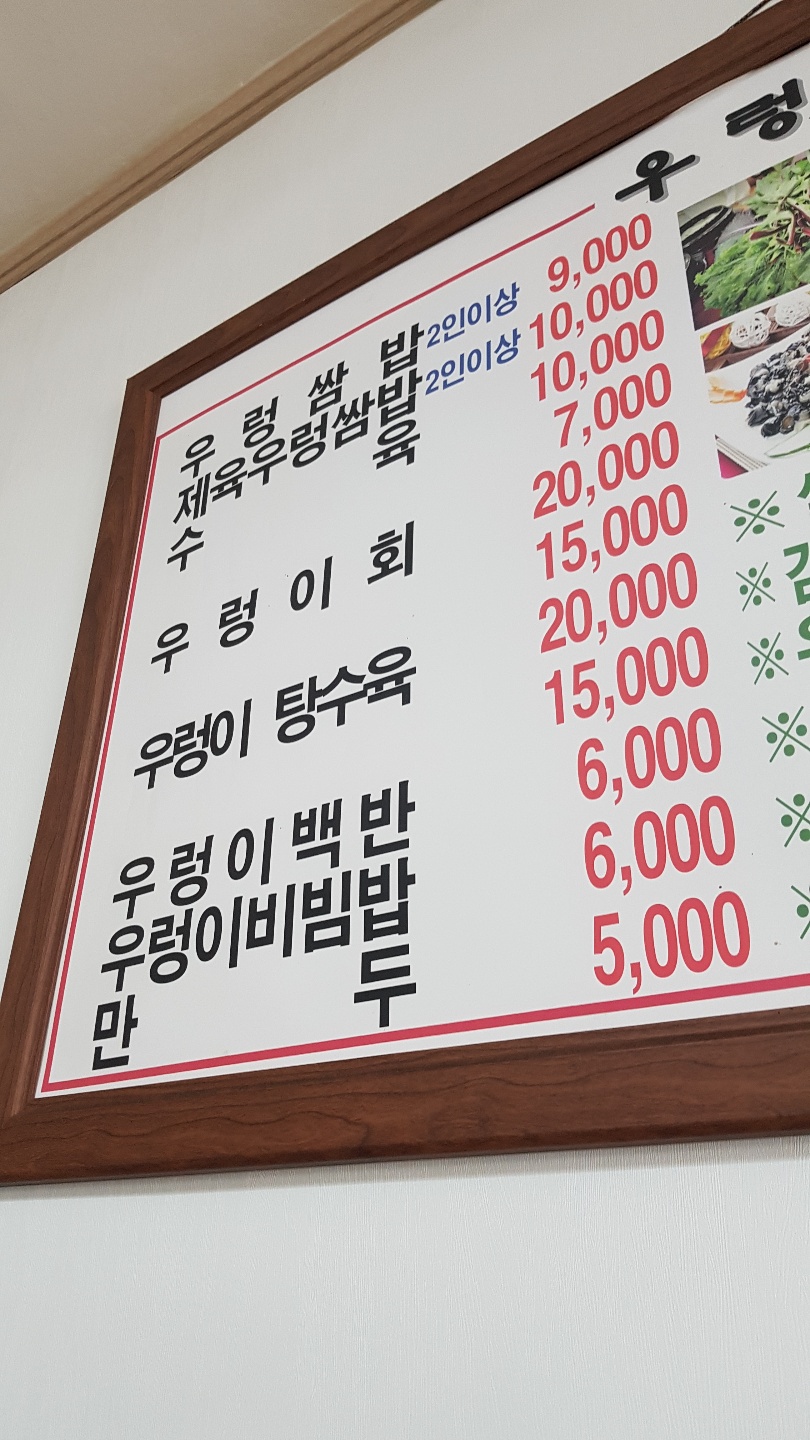 우 렁
우 렁 쌈 밥 2인이상 9,000
제육우렁쌈밥 2인이상 10,000
수 육 10,000
7,000
우 렁 이 회 20,000
15,000
우렁이 탕수육 20,000
15,000
우렁이백반 6,000
우렁이비빔밥 6,000
만 두 5,000
※
※
※
※
※
※